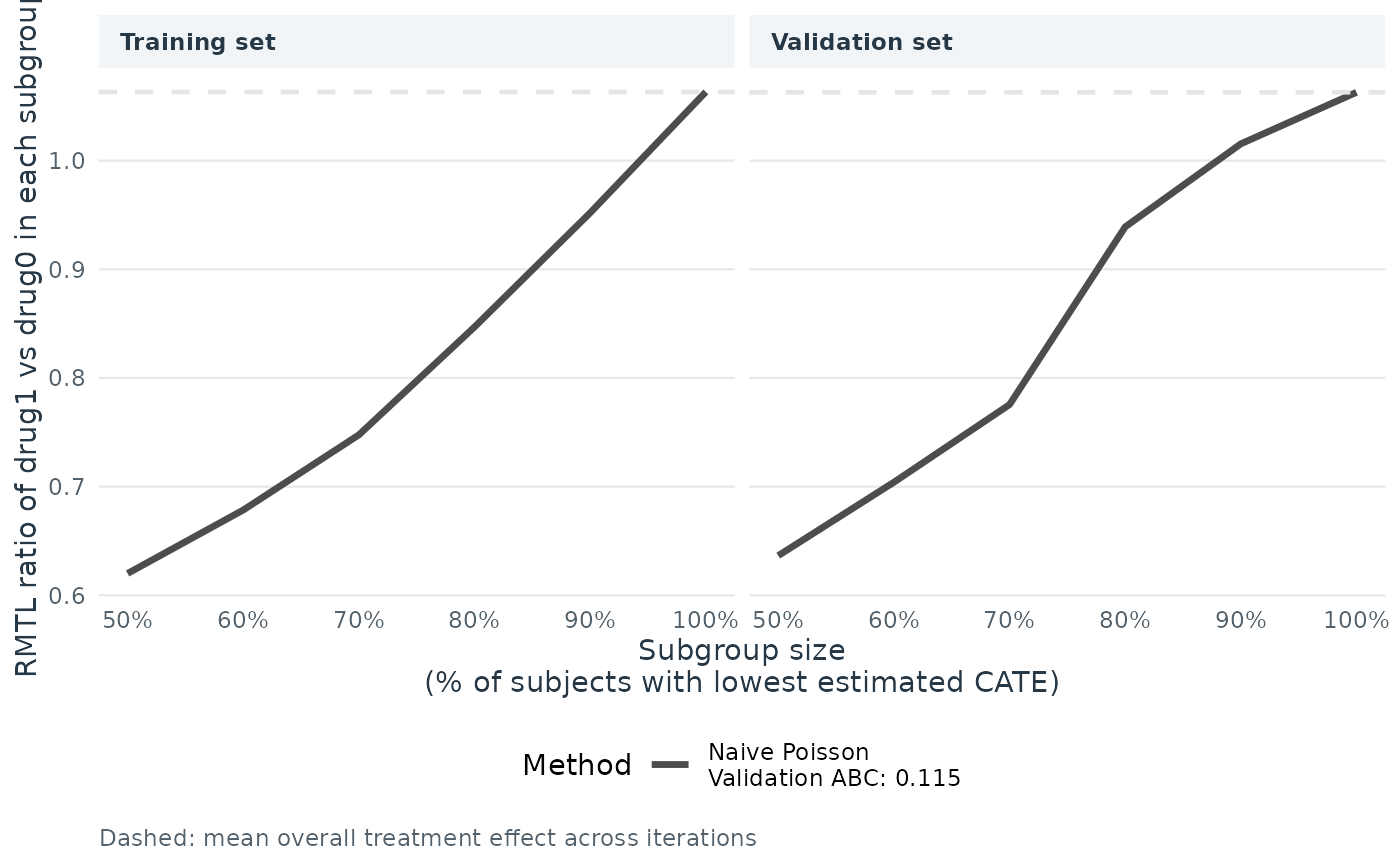 Training set
Validation set
RMTL ratio of drug1 vs drug0 in each subgroup
1.0
0.9
0.8
0.7
0.6
50% 60% 70% 80% 90% 100% 50% 60% 70% 80% 90% 100%
Subgroup size
(% of subjects with lowest estimated CATE)
Method
Naive Poisson
Validation ABC: 0.115
Dashed: mean overall treatment effect across iterations